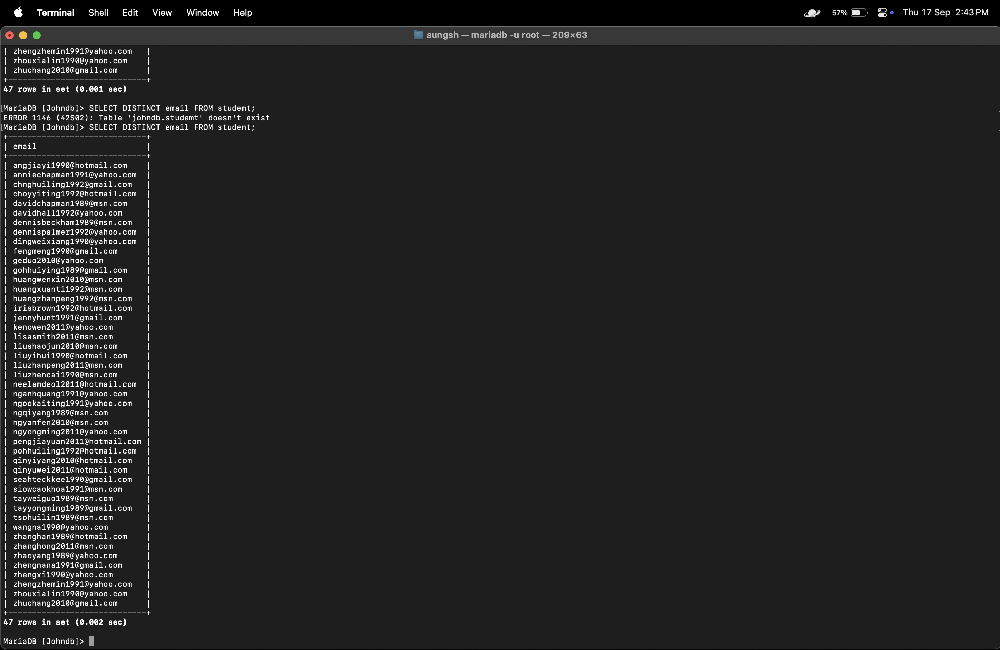 Terminal Shell Edit View Window Help 57% Thu 17 Sep 2:43 PM
aungsh — mariadb -u root — 209×63
| zhengzhemin1991@yahoo.com   |
| zhouxialin1990@yahoo.com    |
| zhuchang2010@gmail.com      |
+-----------------------------+
47 rows in set (0.001 sec)
[MariaDB [Johndb]> SELECT DISTINCT email FROM studemt;
ERROR 1146 (42S02): Table 'johndb.studemt' doesn't exist
[MariaDB [Johndb]> SELECT DISTINCT email FROM student;
+-----------------------------+
| email                       |
+-----------------------------+
| angjiayi1990@hotmail.com    |
| anniechapman1991@yahoo.com  |
| chnghuiling1992@gmail.com   |
| choyyiting1992@hotmail.com  |
| davidchapman1989@msn.com    |
| davidhall1992@yahoo.com     |
| dennisbeckham1989@msn.com   |
| dennispalmer1992@yahoo.com  |
| dingweixiang1990@yahoo.com  |
| fengmeng1990@gmail.com      |
| geduo2010@yahoo.com         |
| gohhuiying1989@gmail.com    |
| huangwenxin2010@msn.com     |
| huangxuanti1992@msn.com     |
| huangzhanpeng1992@msn.com   |
| irisbrown1992@hotmail.com   |
| jennyhunt1991@gmail.com     |
| kenowen2011@yahoo.com       |
| lisasmith2011@msn.com       |
| liushaojun2010@msn.com      |
| liuyihui1990@hotmail.com    |
| liuzhanpeng2011@msn.com     |
| liuzhencai1990@msn.com      |
| neelamdeol2011@hotmail.com  |
| nganhquang1991@yahoo.com    |
| ngookaiting1991@yahoo.com   |
| ngqiyang1989@msn.com        |
| ngyanfen2010@msn.com        |
| ngyongming2011@yahoo.com    |
| pengjiayuan2011@hotmail.com |
| pohhuiling1992@hotmail.com  |
| qinyiyang2010@hotmail.com   |
| qinyuwei2011@hotmail.com    |
| seahteckkee1990@gmail.com   |
| siowcaokhoa1991@msn.com     |
| tayweiguo1989@msn.com       |
| tayyongming1989@gmail.com   |
| tsohuilin1989@msn.com       |
| wangna1990@yahoo.com        |
| zhanghan1989@hotmail.com    |
| zhanghong2011@msn.com       |
| zhaoyang1989@yahoo.com      |
| zhengnana1991@gmail.com     |
| zhengxi1990@yahoo.com       |
| zhengzhemin1991@yahoo.com   |
| zhouxialin1990@yahoo.com    |
| zhuchang2010@gmail.com      |
+-----------------------------+
47 rows in set (0.002 sec)
MariaDB [Johndb]>